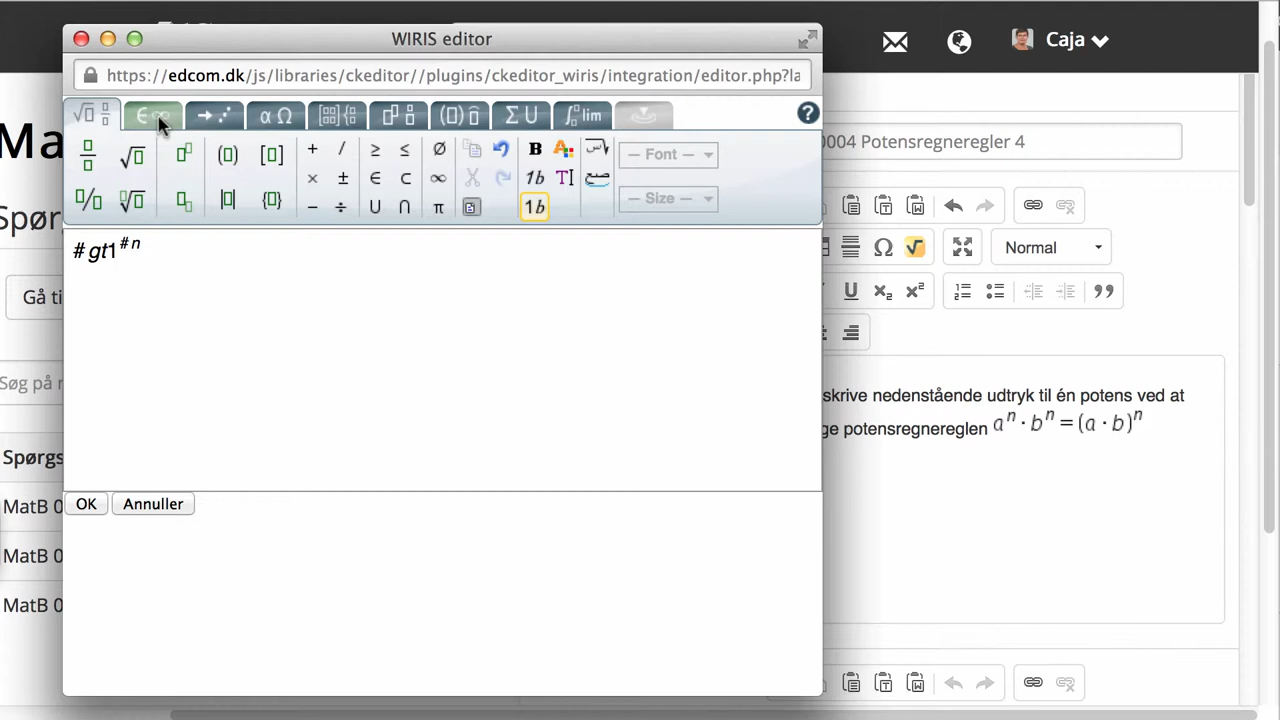 WIRIS editor
Caja
https://edcom.dk/js/libraries/ckeditor//plugins/ckeditor_wiris/integration/editor.php?la
Ma
0004 Potensregneregler 4
— Font —
— Size —
#gt1^#n
Spør
Normal
Gå ti
Søg på
skrive nedenstående udtryk til én potens ved at
ge potensregnereglen aⁿ · bⁿ = (a · b)ⁿ
Spørgs
OK
Annuller
MatB 0
MatB 0
MatB 0